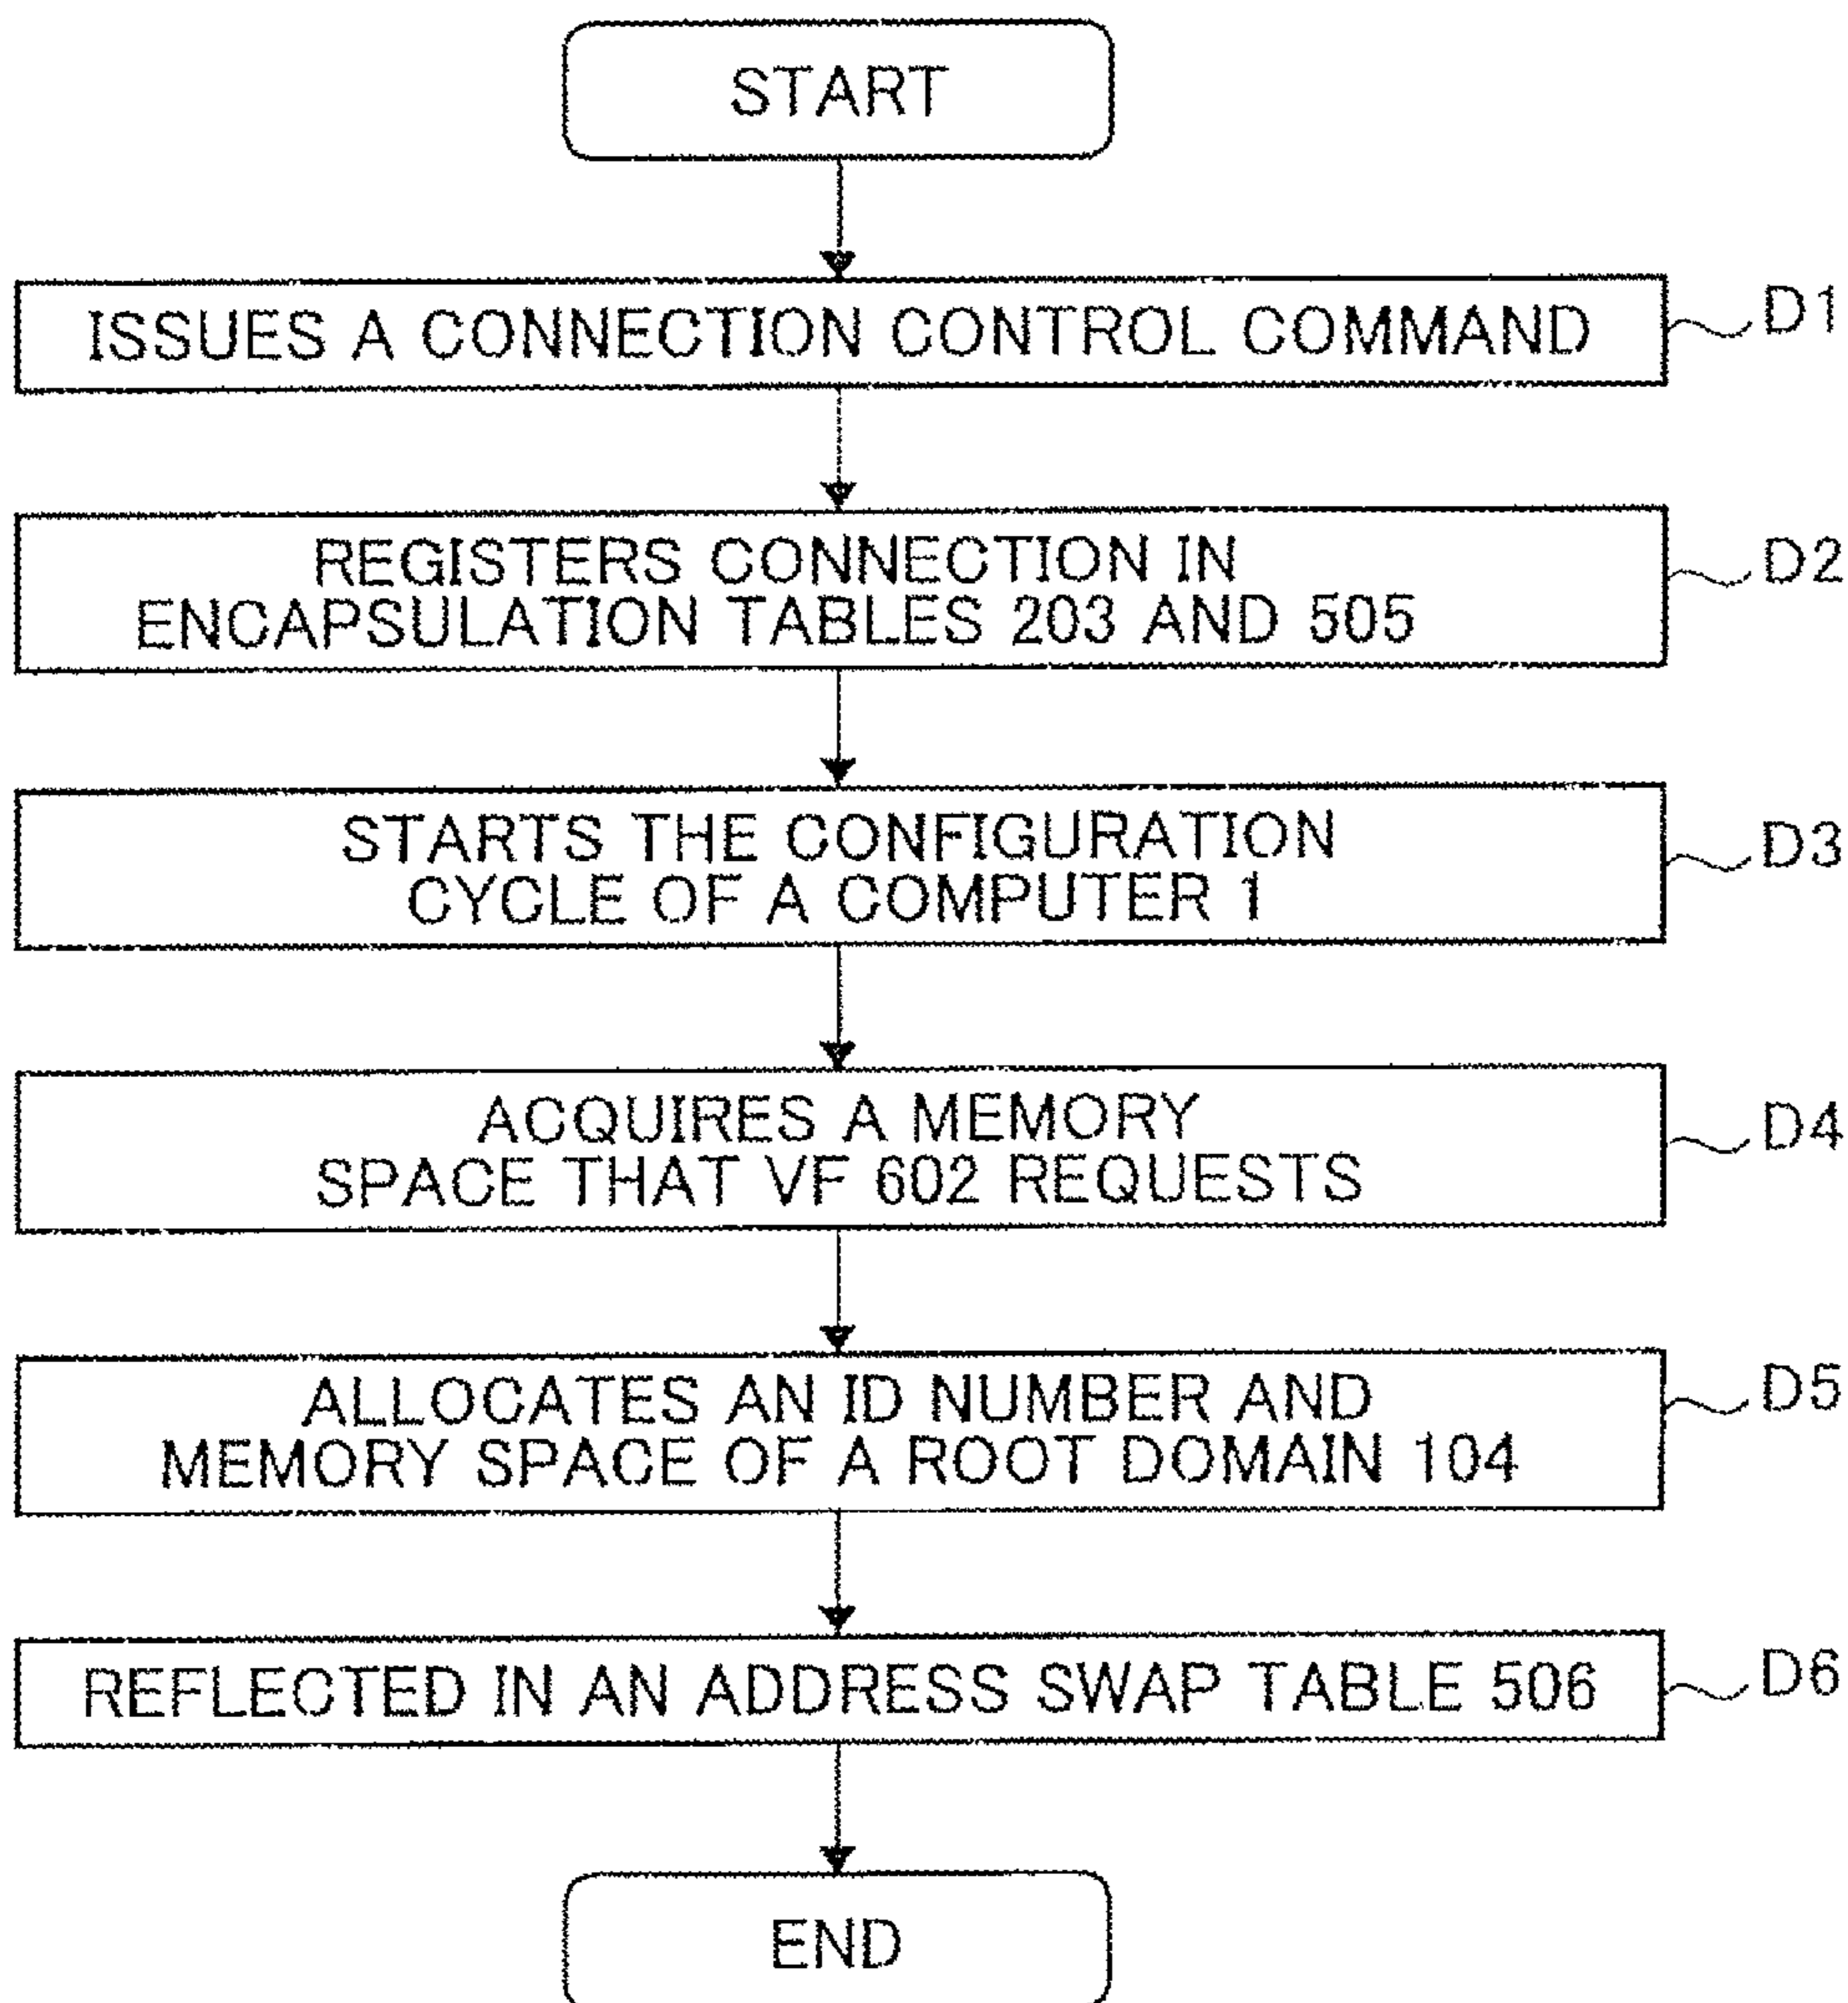 START
ISSUES A CONNECTION CONTROL COMMAND
D1
REGISTERS CONNECTION IN
ENCAPSULATION TABLES 203 AND 505
D2
STARTS THE CONFIGURATION
CYCLE OF A COMPUTER 1
D3
ACQUIRES A MEMORY
SPACE THAT VF 602 REQUESTS
D4
ALLOCATES AN ID NUMBER AND
MEMORY SPACE OF A ROOT DOMAIN 104
D5
REFLECTED IN AN ADDRESS SWAP TABLE 506
D6
END